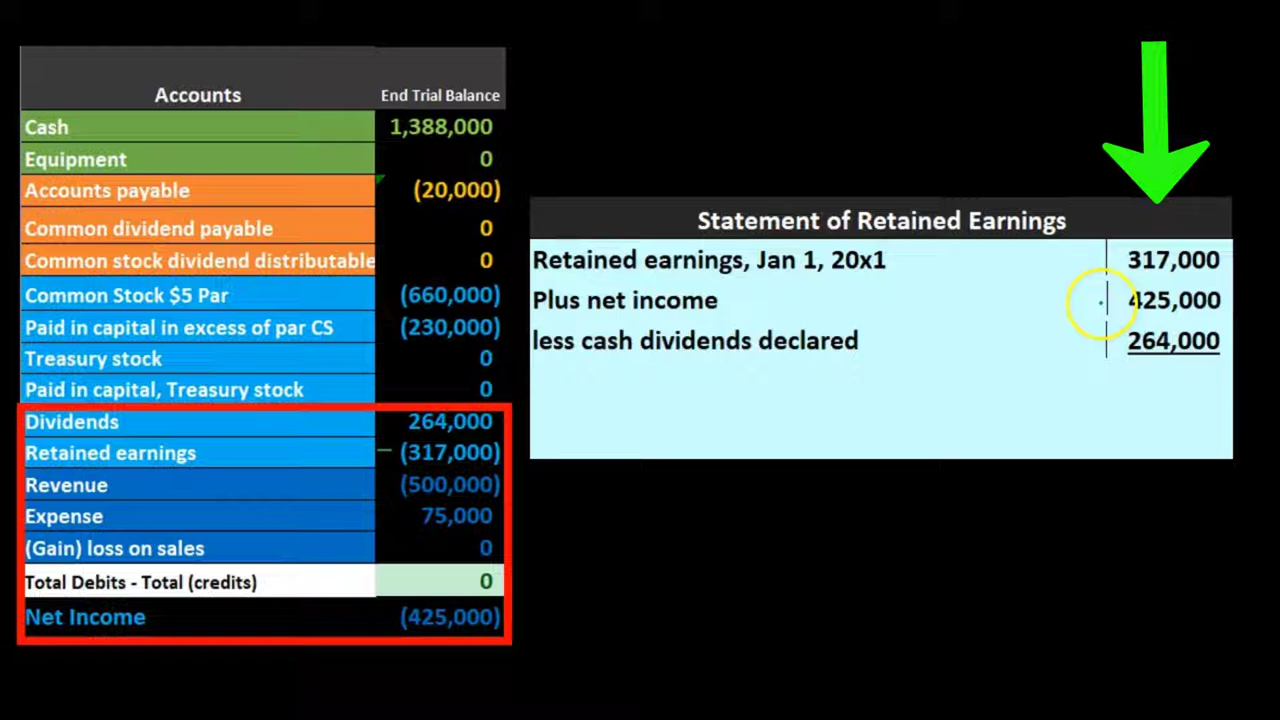 Accounts End Trial Balance
Cash 1,388,000
Equipment 0
Accounts payable (20,000)
Common dividend payable 0
Common stock dividend distributable 0
Common Stock $5 Par (660,000)
Paid in capital in excess of par CS (230,000)
Treasury stock 0
Paid in capital, Treasury stock 0
Dividends 264,000
Retained earnings (317,000)
Revenue (500,000)
Expense 75,000
(Gain) loss on sales 0
Total Debits - Total (credits) 0
Net Income (425,000)
Statement of Retained Earnings
Retained earnings, Jan 1, 20x1 317,000
Plus net income 425,000
less cash dividends declared 264,000